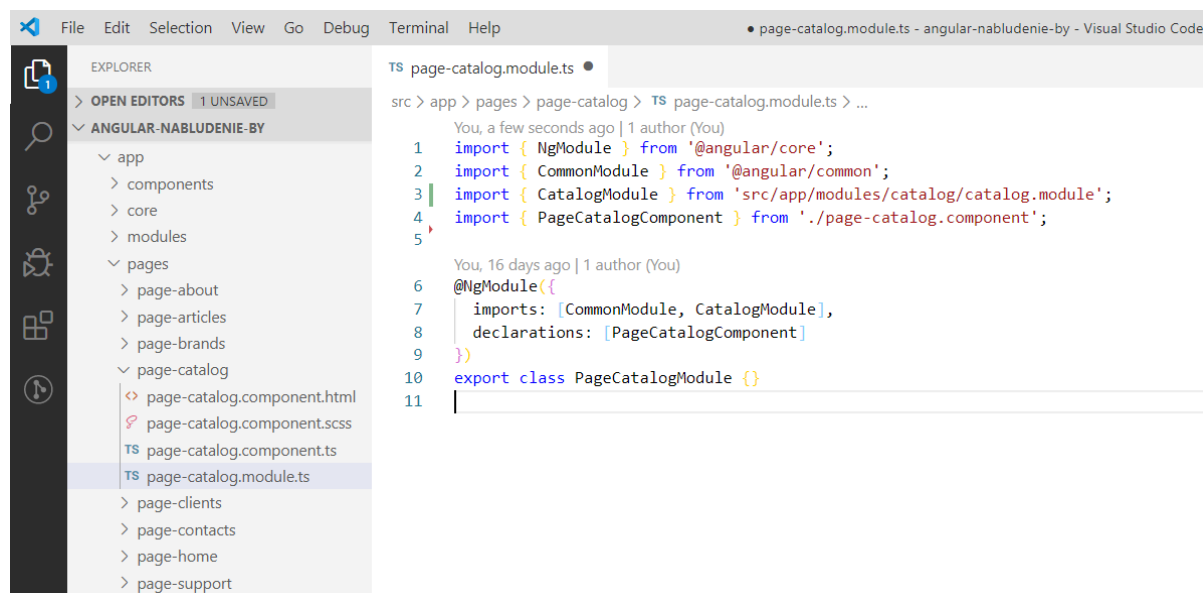 File Edit Selection View Go Debug Terminal Help
● page-catalog.module.ts - angular-nabludenie-by - Visual Studio Code
1
EXPLORER
OPEN EDITORS 1 UNSAVED
ANGULAR-NABLUDENIE-BY
app
components
core
modules
pages
page-about
page-articles
page-brands
page-catalog
<> page-catalog.component.html
page-catalog.component.scss
TS page-catalog.component.ts
TS page-catalog.module.ts
page-clients
page-contacts
page-home
page-support
TS page-catalog.module.ts ●
src > app > pages > page-catalog > TS page-catalog.module.ts > ...
You, a few seconds ago | 1 author (You)
1 import { NgModule } from '@angular/core';
2 import { CommonModule } from '@angular/common';
3 import { CatalogModule } from 'src/app/modules/catalog/catalog.module';
4 import { PageCatalogComponent } from './page-catalog.component';
5
You, 16 days ago | 1 author (You)
6 @NgModule({
7   imports: [CommonModule, CatalogModule],
8   declarations: [PageCatalogComponent]
9 })
10 export class PageCatalogModule {}
11